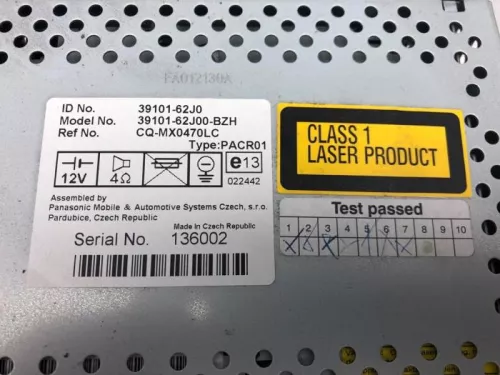 FA012130A
ID No. 39101-62J0
Model No. 39101-62J00-BZH
Ref No. CQ-MX0470LC
Type:PACR01
12V 4Ω e13
022442
Assembled by
Panasonic Mobile & Automotive Systems Czech, s.r.o.
Pardubice, Czech Republic
Made in Czech Republic
Serial No. 136002
CLASS 1
LASER PRODUCT
Test passed
1 2 3 4 5 6 7 8 9 10